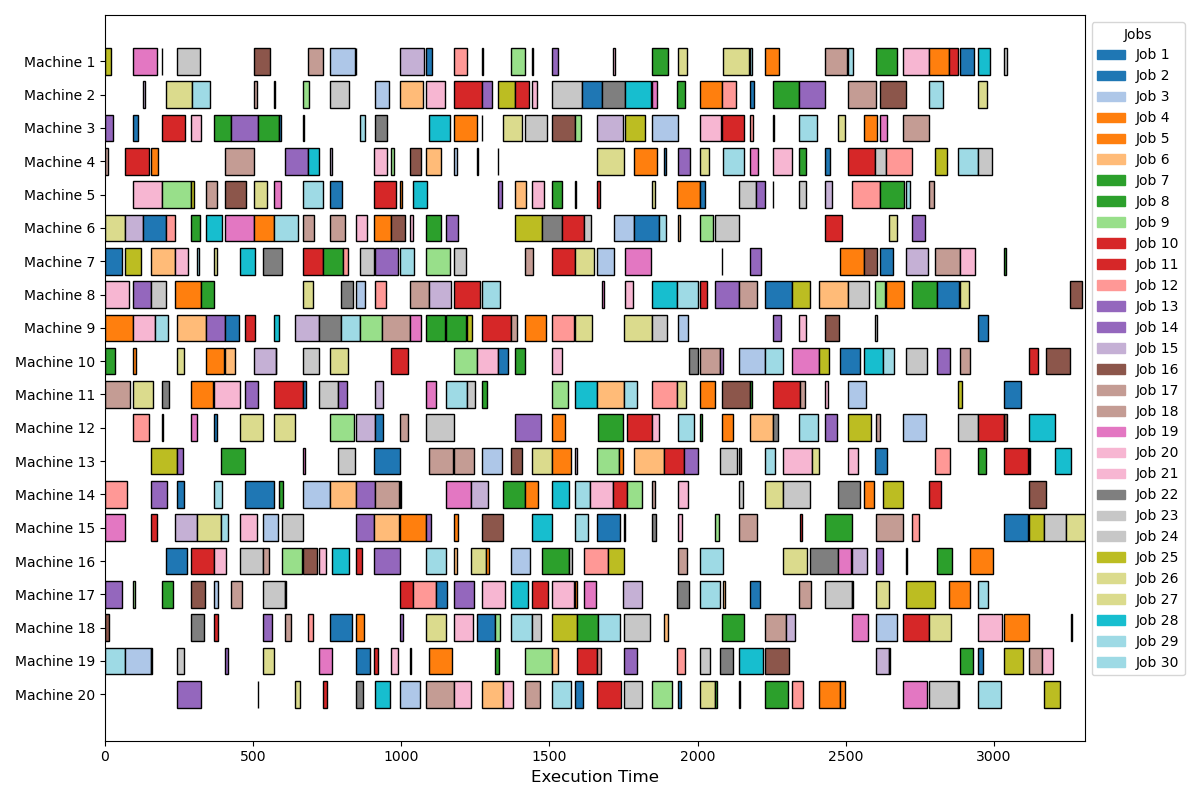 Machine 1
Machine 2
Machine 3
Machine 4
Machine 5
Machine 6
Machine 7
Machine 8
Machine 9
Machine 10
Machine 11
Machine 12
Machine 13
Machine 14
Machine 15
Machine 16
Machine 17
Machine 18
Machine 19
Machine 20
0 500 1000 1500 2000 2500 3000
Execution Time
Jobs
Job 1
Job 2
Job 3
Job 4
Job 5
Job 6
Job 7
Job 8
Job 9
Job 10
Job 11
Job 12
Job 13
Job 14
Job 15
Job 16
Job 17
Job 18
Job 19
Job 20
Job 21
Job 22
Job 23
Job 24
Job 25
Job 26
Job 27
Job 28
Job 29
Job 30